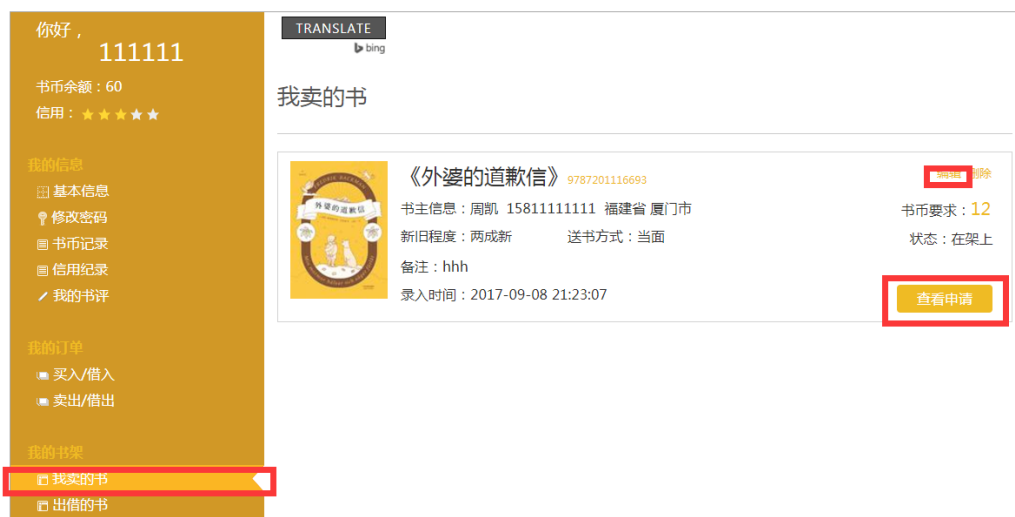 你好，
111111
书币余额：60
信用：
我的信息
基本信息
修改密码
书币记录
信用纪录
我的书评
我的订单
买入/借入
卖出/借出
我的书架
我卖的书
出借的书
TRANSLATE
bing
我卖的书
外婆的道歉信
《外婆的道歉信》 9787201116693
书主信息：周凯 15811111111 福建省 厦门市
新旧程度：两成新 送书方式：当面
备注：hhh
录入时间：2017-09-08 21:23:07
编辑 删除
书币要求：12
状态：在架上
查看申请